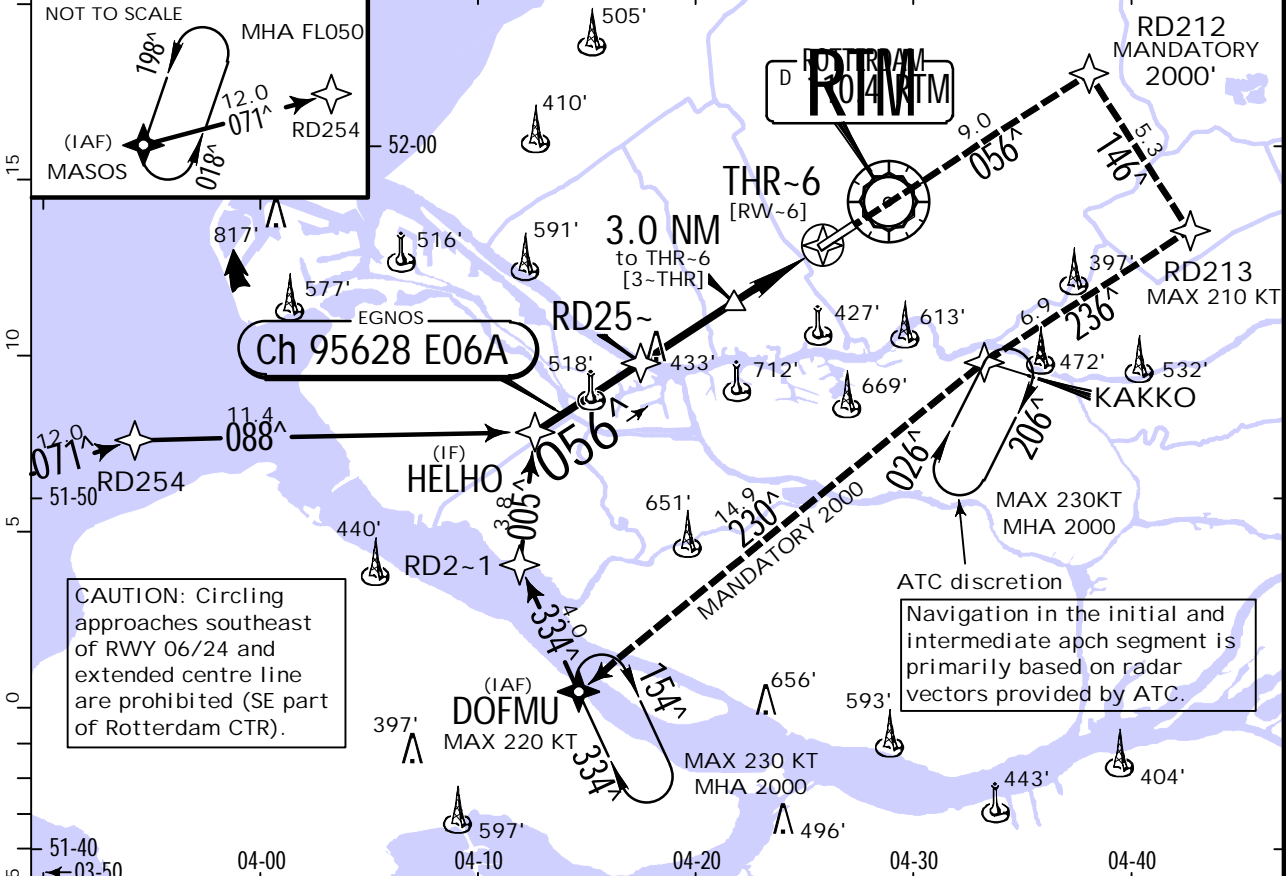 NOT TO SCALE
MHA FL050
198^
12.0
071^
RD254
(IAF)
MASOS
018^
505'
410'
52-00
RD212
MANDATORY
2000'
ROTTERDAM
D
RTM
9.0
056^
5.3
146^
THR~6
[RW~6]
3.0 NM
to THR~6
[3~THR]
817'
516'
591'
577'
EGNOS
Ch 95628 E06A
RD25~
518'
433'
427'
613'
712'
669'
397'
RD213
MAX 210 KT
6.9
236^
472'
532'
KAKKO
026^
206^
MAX 230KT
MHA 2000
ATC discretion
12.0
071^
RD254
11.4
088^
(IF)
HELHO
056^
3.8
005^
51-50
440'
RD2~1
651'
14.9
230^
MANDATORY 2000
4.0
334^
CAUTION: Circling
approaches southeast
of RWY 06/24 and
extended centre line
are prohibited (SE part
of Rotterdam CTR).
Navigation in the initial and
intermediate apch segment is
primarily based on radar
vectors provided by ATC.
(IAF)
DOFMU
MAX 220 KT
154^
334^
MAX 230 KT
MHA 2000
656'
593'
397'
597'
496'
443'
404'
15
10
5
0
5
51-40
03-50
04-00
04-10
04-20
04-30
04-40